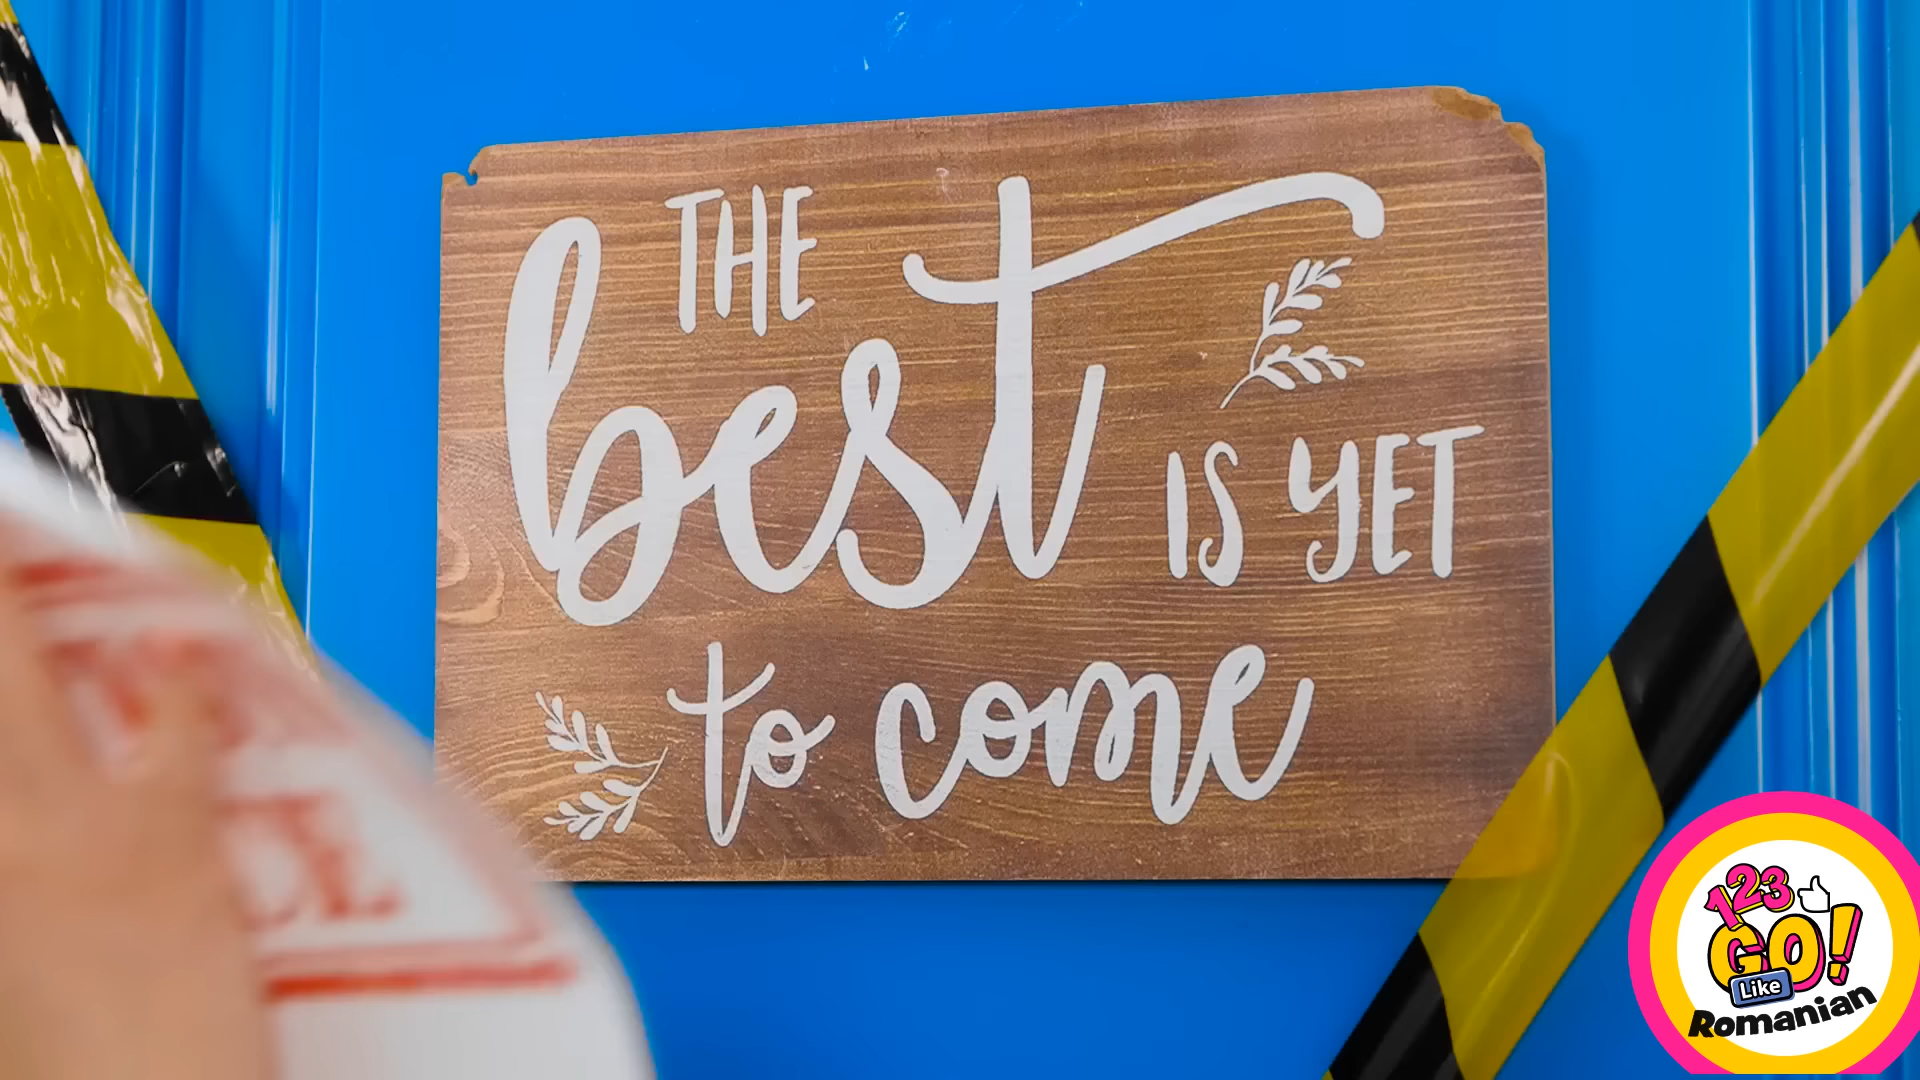 THE
best IS YET
to come
123
GO!
Like
Romanian